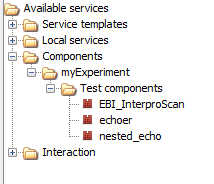 Available services
Service templates
Local services
Components
myExperiment
Test components
EBI_InterproScan
echoer
nested_echo
Interaction